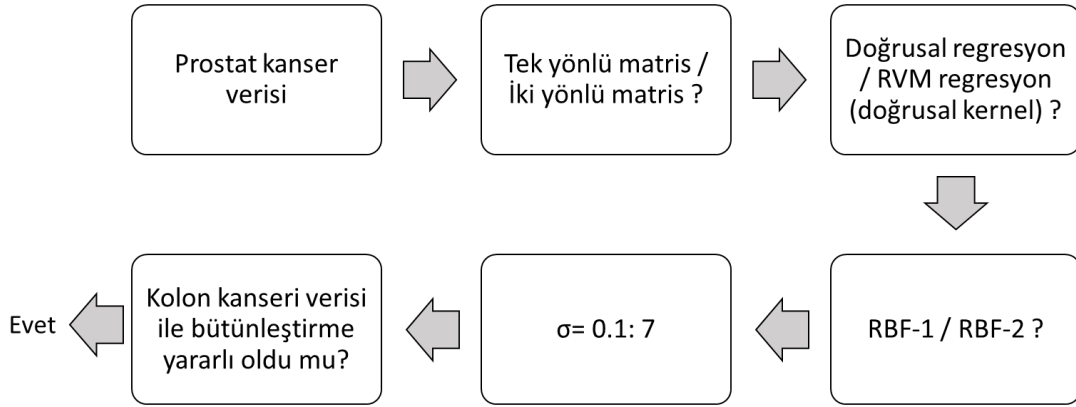 Prostat kanser
verisi
Tek yönlü matris /
İki yönlü matris ?
Doğrusal regresyon
/ RVM regresyon
(doğrusal kernel) ?
RBF-1 / RBF-2 ?
σ= 0.1: 7
Kolon kanseri verisi
ile bütünleştirme
yararlı oldu mu?
Evet